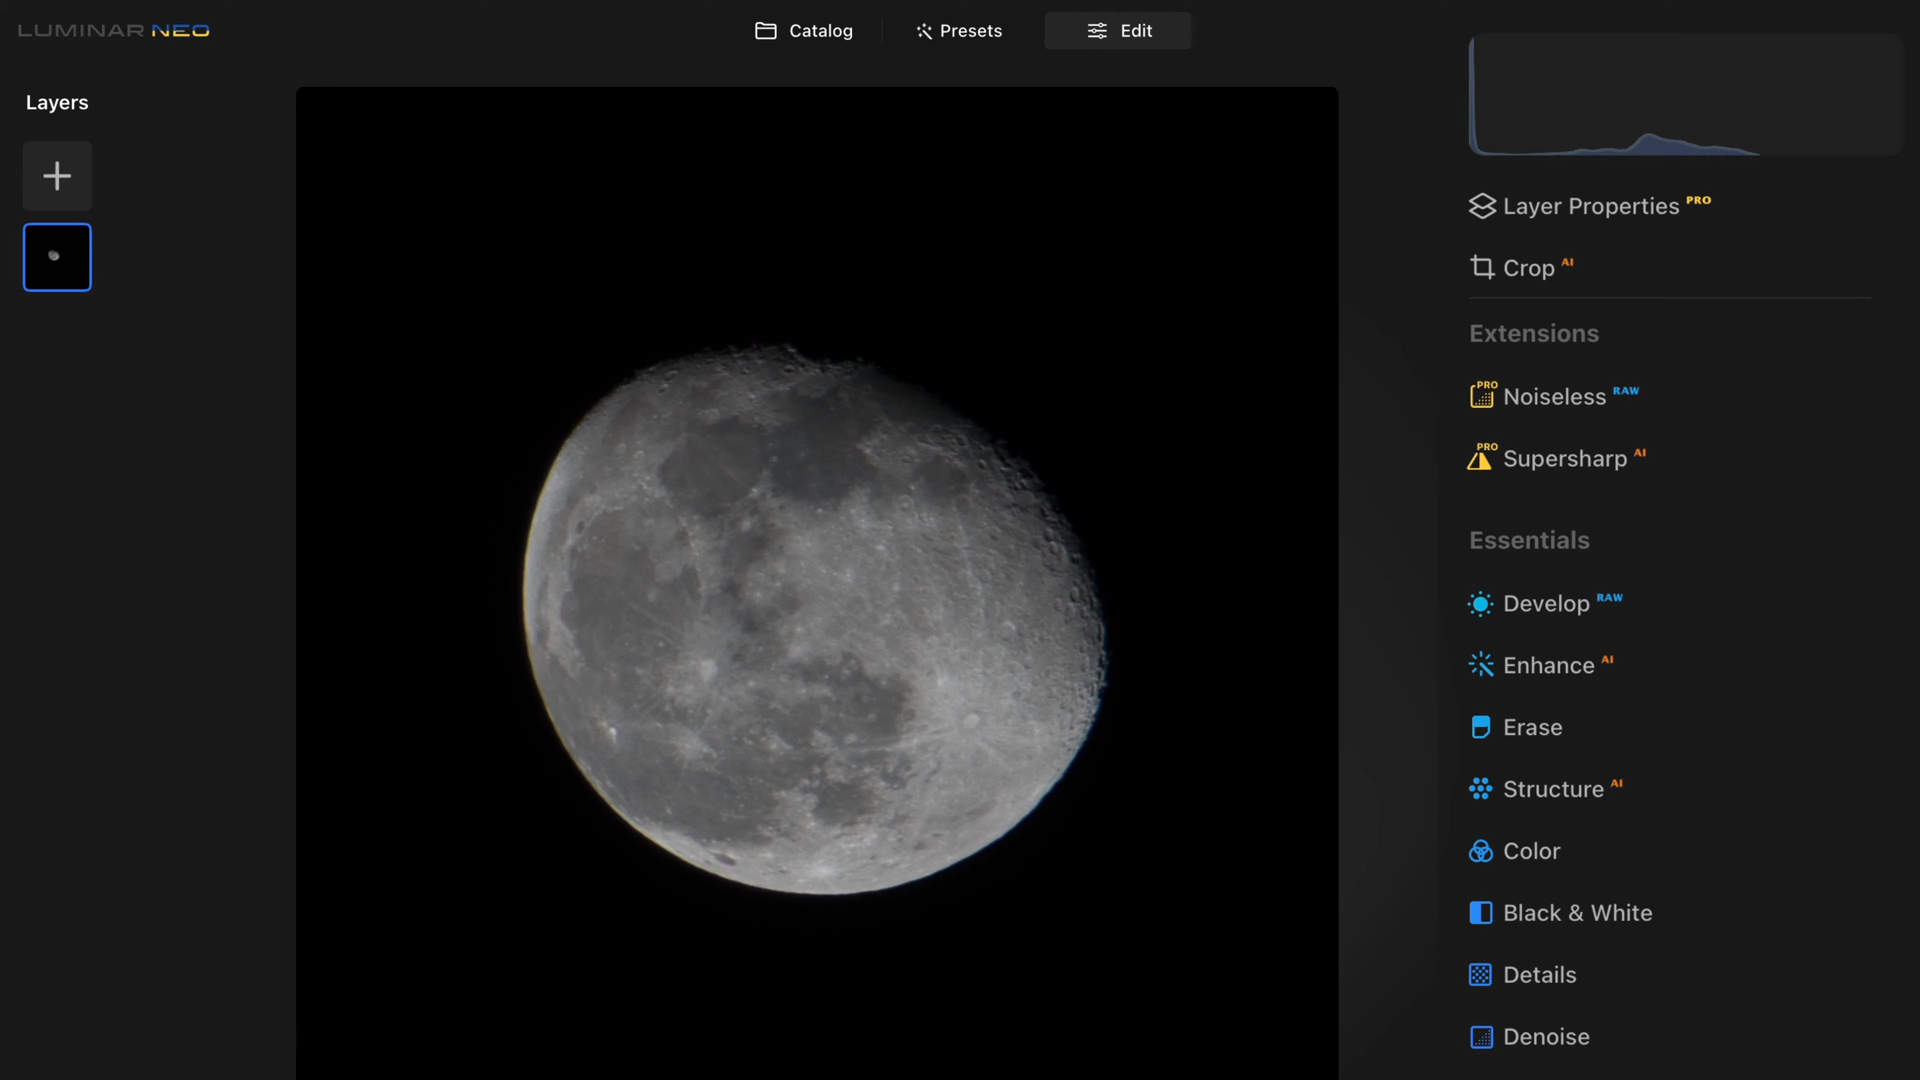 LUMINAR NEO
Catalog
Presets
Edit
Layers
Layer Properties PRO
Crop AI
Extensions
PRO Noiseless RAW
PRO Supersharp AI
Essentials
Develop RAW
Enhance AI
Erase
Structure AI
Color
Black & White
Details
Denoise